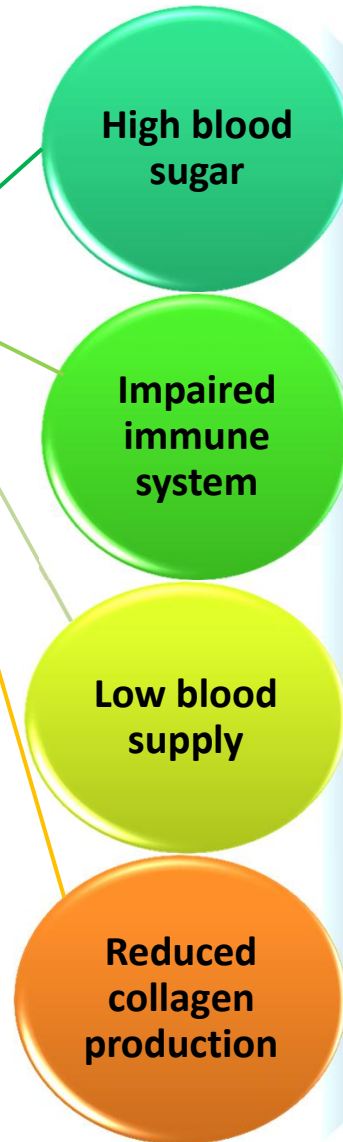 High blood
sugar
Impaired
immune
system
Low blood
supply
Reduced
collagen
production